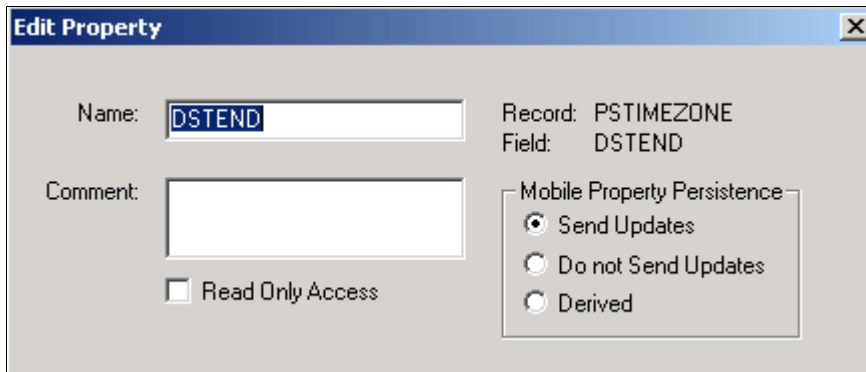 Edit Property
Name: DSTEND
Record: PSTIMEZONE
Field: DSTEND
Comment:
Mobile Property Persistence
Send Updates
Do not Send Updates
Derived
Read Only Access